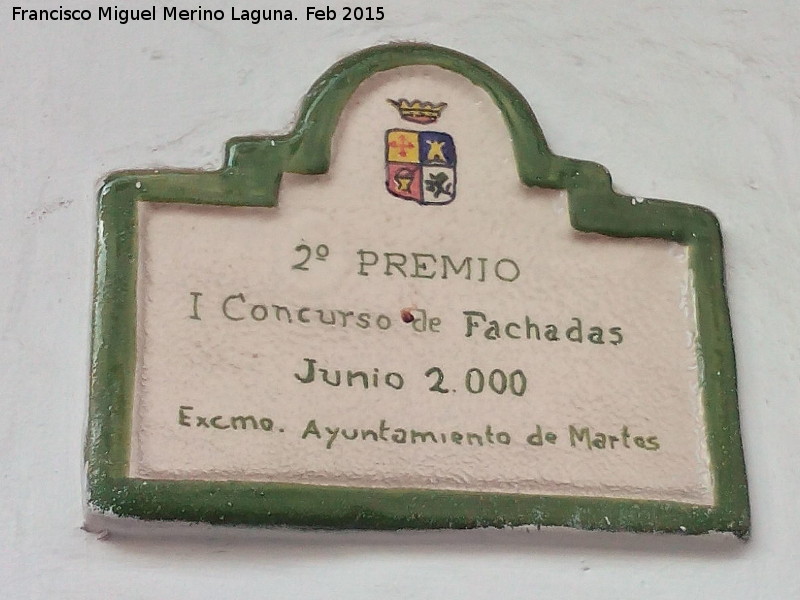 Francisco Miguel Merino Laguna. Feb 2015
2º PREMIO
I Concurso de Fachadas
Junio 2.000
Excmo. Ayuntamiento de Martos